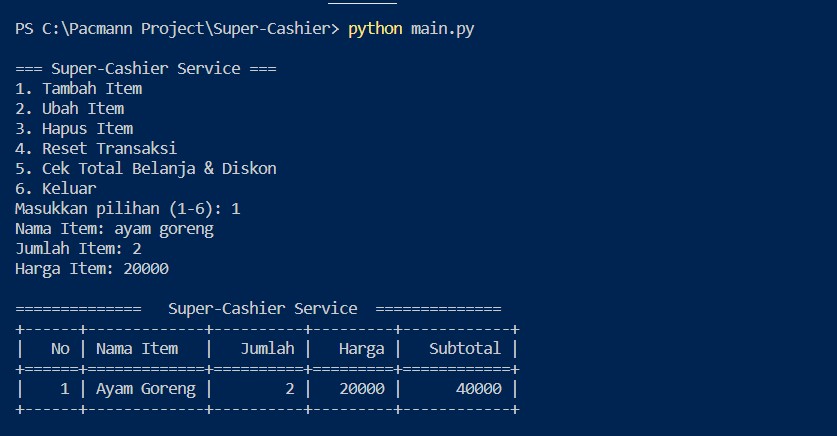 PS C:\Pacmann Project\Super-Cashier> python main.py
=== Super-Cashier Service ===
1. Tambah Item
2. Ubah Item
3. Hapus Item
4. Reset Transaksi
5. Cek Total Belanja & Diskon
6. Keluar
Masukkan pilihan (1-6): 1
Nama Item: ayam goreng
Jumlah Item: 2
Harga Item: 20000
============== Super-Cashier Service ==============
+------+-------------+----------+---------+------------+
|   No | Nama Item   |   Jumlah |   Harga |   Subtotal |
+======+=============+==========+=========+============+
|    1 | Ayam Goreng |        2 |   20000 |      40000 |
+------+-------------+----------+---------+------------+